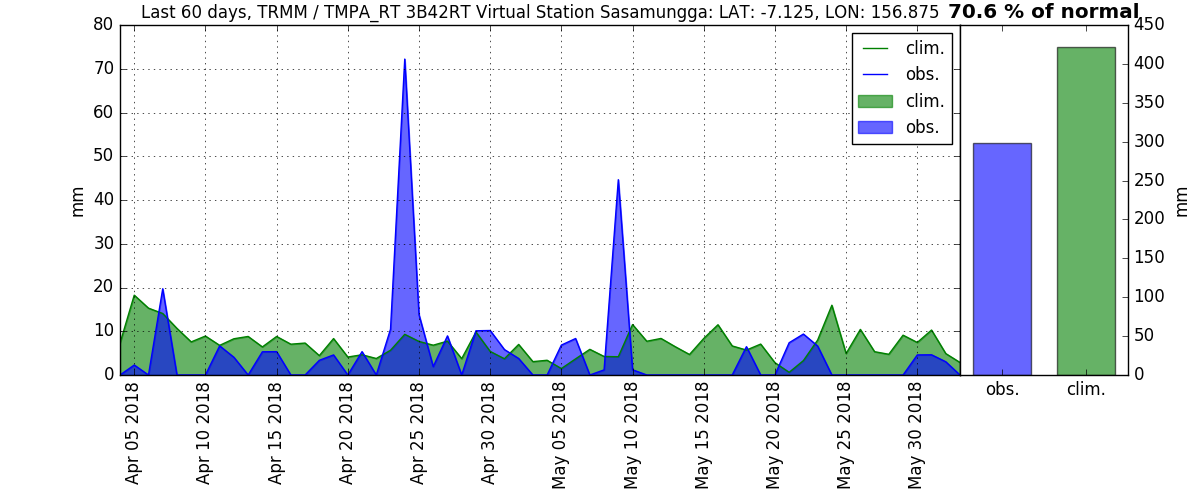 Last 60 days, TRMM / TMPA_RT 3B42RT Virtual Station Sasamungga: LAT: -7.125, LON: 156.875
70.6 % of normal
80
70
60
50
40
30
20
10
0
mm
clim.
obs.
clim.
obs.
Apr 05 2018
Apr 10 2018
Apr 15 2018
Apr 20 2018
Apr 25 2018
Apr 30 2018
May 05 2018
May 10 2018
May 15 2018
May 20 2018
May 25 2018
May 30 2018
450
400
350
300
250
200
150
100
50
0
mm
obs.
clim.